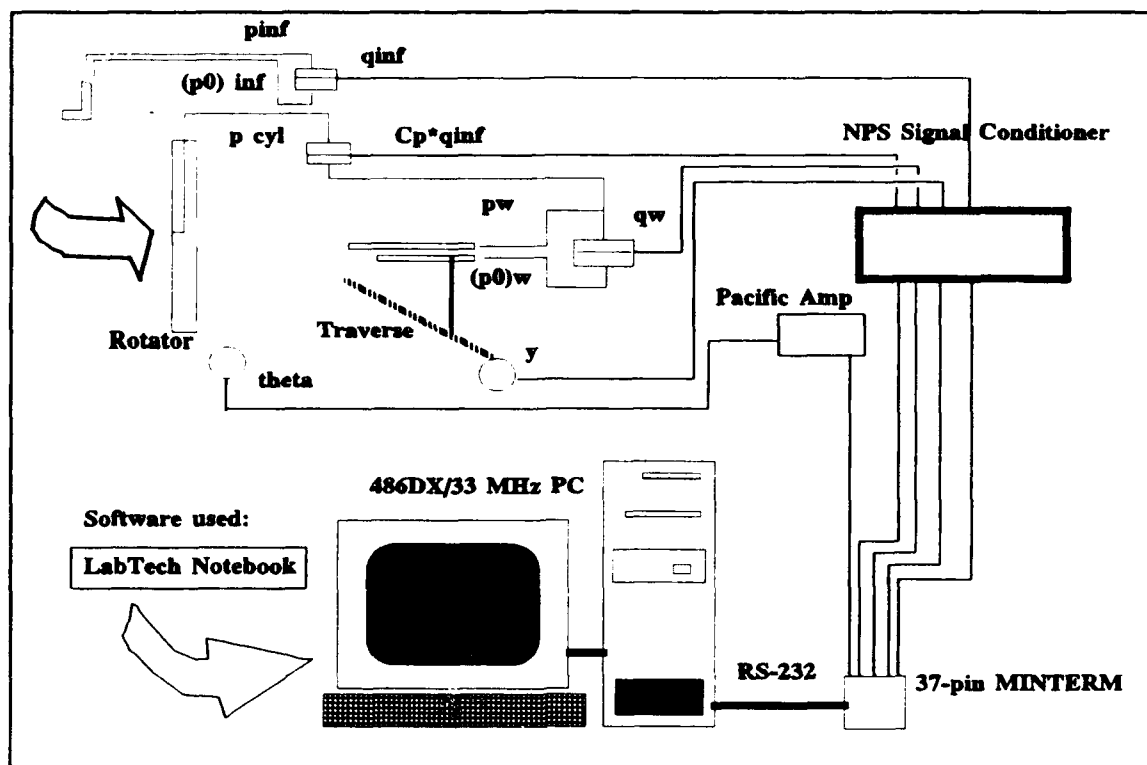 pinf
qinf
(p0) inf
p cyl
Cp*qinf
NPS Signal Conditioner
pw
qw
(p0)w
Pacific Amp
Rotator
Traverse
y
theta
486DX/33 MHz PC
Software used:
LabTech Notebook
RS-232
37-pin MINTERM